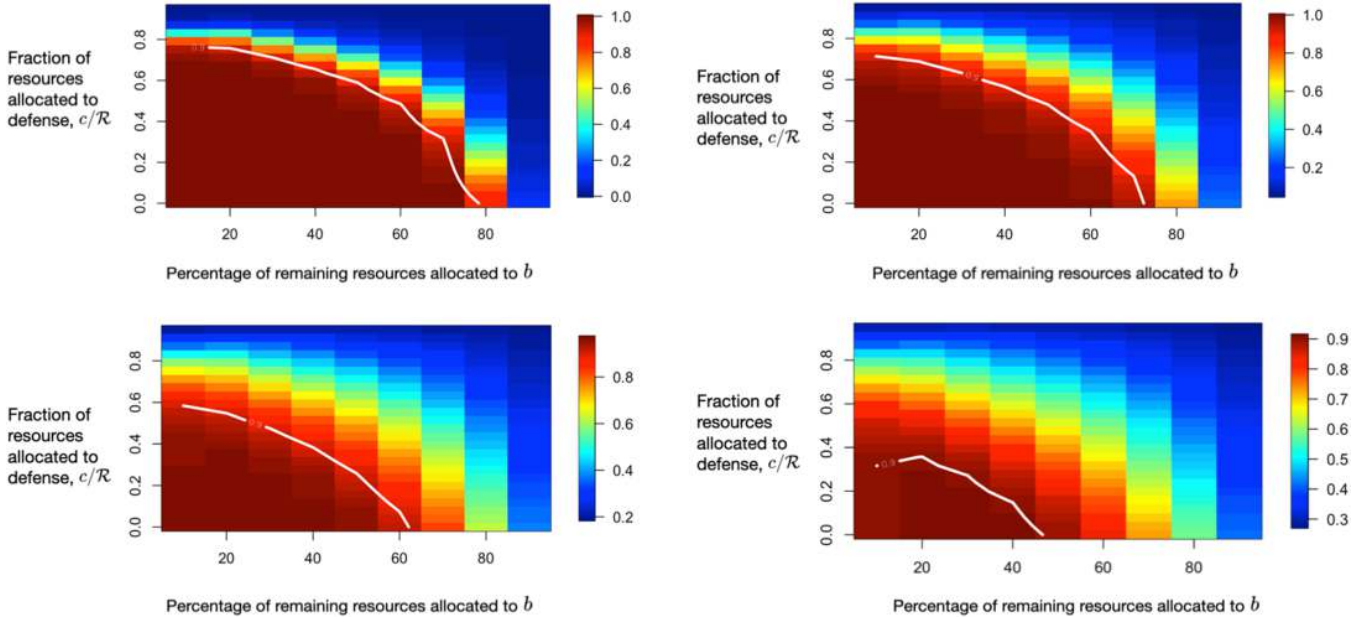 Fraction of
resources
allocated to
defense, c/R
0.0 0.2 0.4 0.6 0.8
0.9
20 40 60 80
1.0
0.8
0.6
0.4
0.2
0.0
Percentage of remaining resources allocated to b
Fraction of
resources
allocated to
defense, c/R
0.0 0.2 0.4 0.6 0.8
0.9
20 40 60 80
1.0
0.8
0.6
0.4
0.2
Percentage of remaining resources allocated to b
Fraction of
resources
allocated to
defense, c/R
0.0 0.2 0.4 0.6 0.8
0.9
20 40 60 80
0.8
0.6
0.4
0.2
Percentage of remaining resources allocated to b
Fraction of
resources
allocated to
defense, c/R
0.0 0.2 0.4 0.6 0.8
0.9
20 40 60 80
0.9
0.8
0.7
0.6
0.5
0.4
0.3
Percentage of remaining resources allocated to b